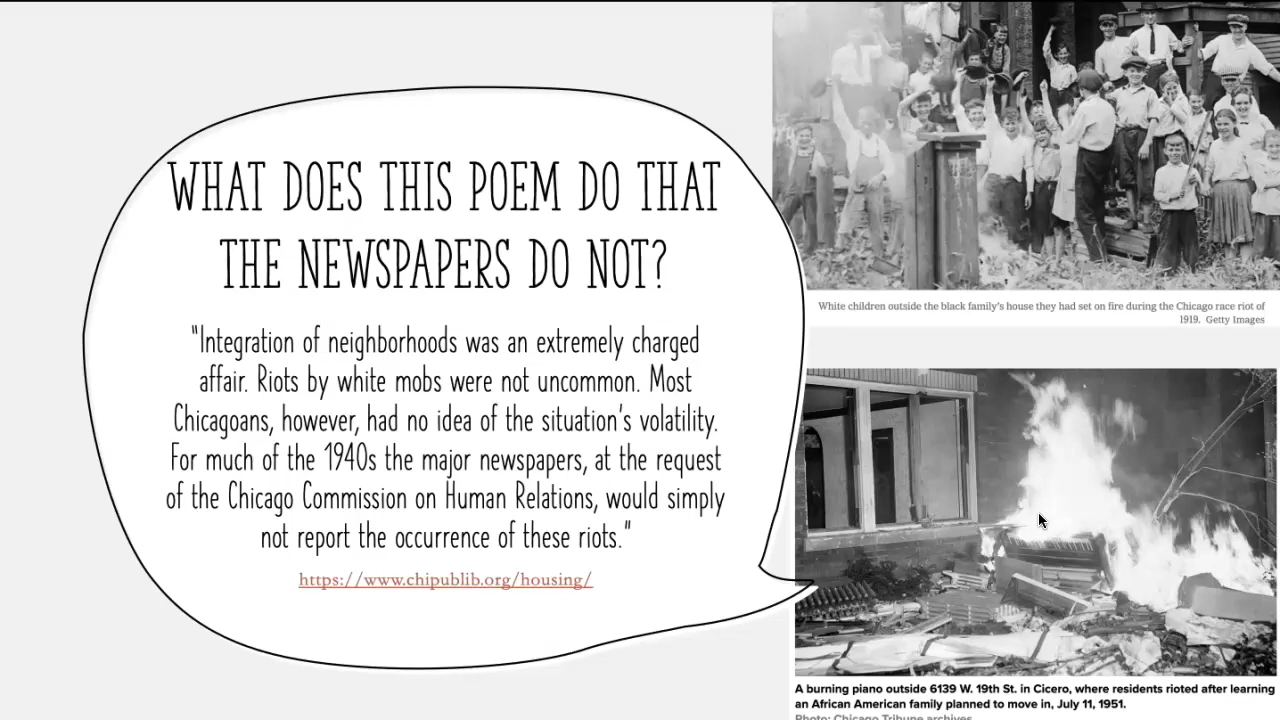 WHAT DOES THIS POEM DO THAT
THE NEWSPAPERS DO NOT?
"Integration of neighborhoods was an extremely charged
affair. Riots by white mobs were not uncommon. Most
Chicagoans, however, had no idea of the situation's volatility.
For much of the 1940s the major newspapers, at the request
of the Chicago Commission on Human Relations, would simply
not report the occurrence of these riots."
https://www.chipublib.org/housing/
White children outside the black family's house they had set on fire during the Chicago race riot of
1919. Getty Images
A burning piano outside 6139 W. 19th St. in Cicero, where residents rioted after learning
an African American family planned to move in, July 11, 1951.
Photo: Chicago Tribune archives